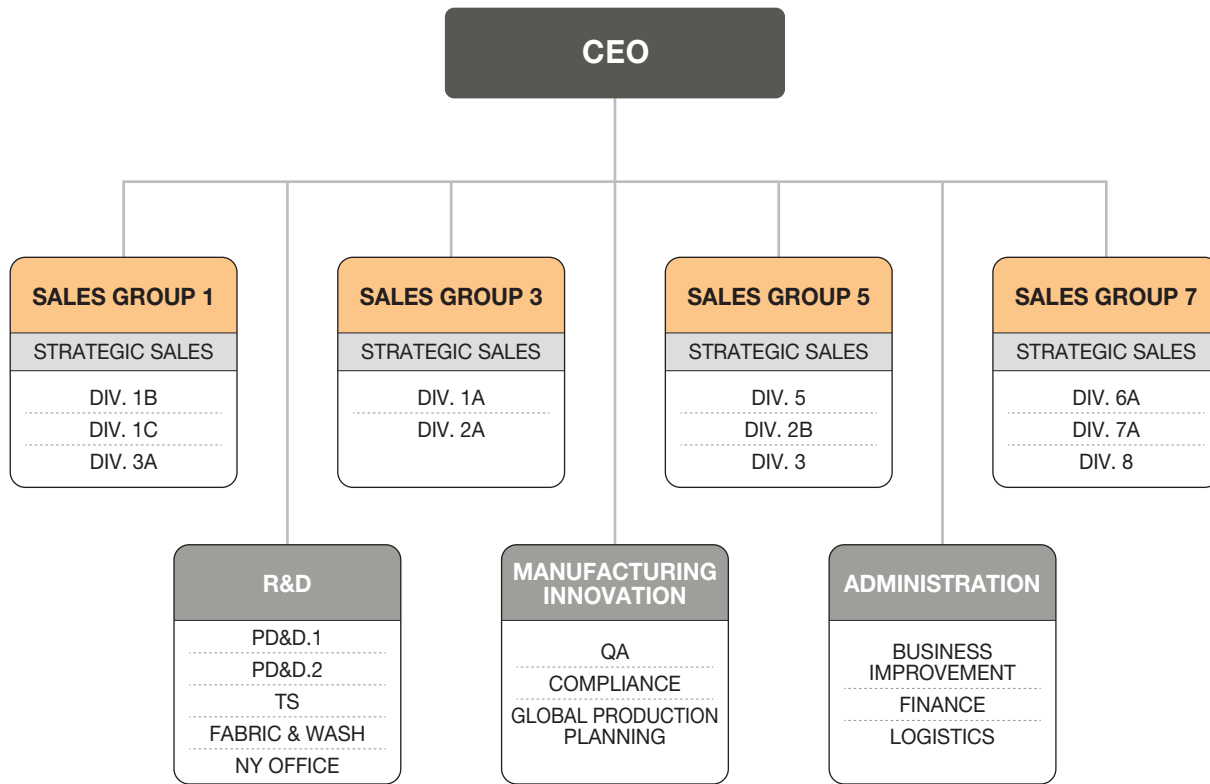 CEO
SALES GROUP 1
STRATEGIC SALES
DIV. 1B
DIV. 1C
DIV. 3A
SALES GROUP 3
STRATEGIC SALES
DIV. 1A
DIV. 2A
SALES GROUP 5
STRATEGIC SALES
DIV. 5
DIV. 2B
DIV. 3
SALES GROUP 7
STRATEGIC SALES
DIV. 6A
DIV. 7A
DIV. 8
R&D
PD&D.1
PD&D.2
TS
FABRIC & WASH
NY OFFICE
MANUFACTURING
INNOVATION
QA
COMPLIANCE
GLOBAL PRODUCTION
PLANNING
ADMINISTRATION
BUSINESS
IMPROVEMENT
FINANCE
LOGISTICS